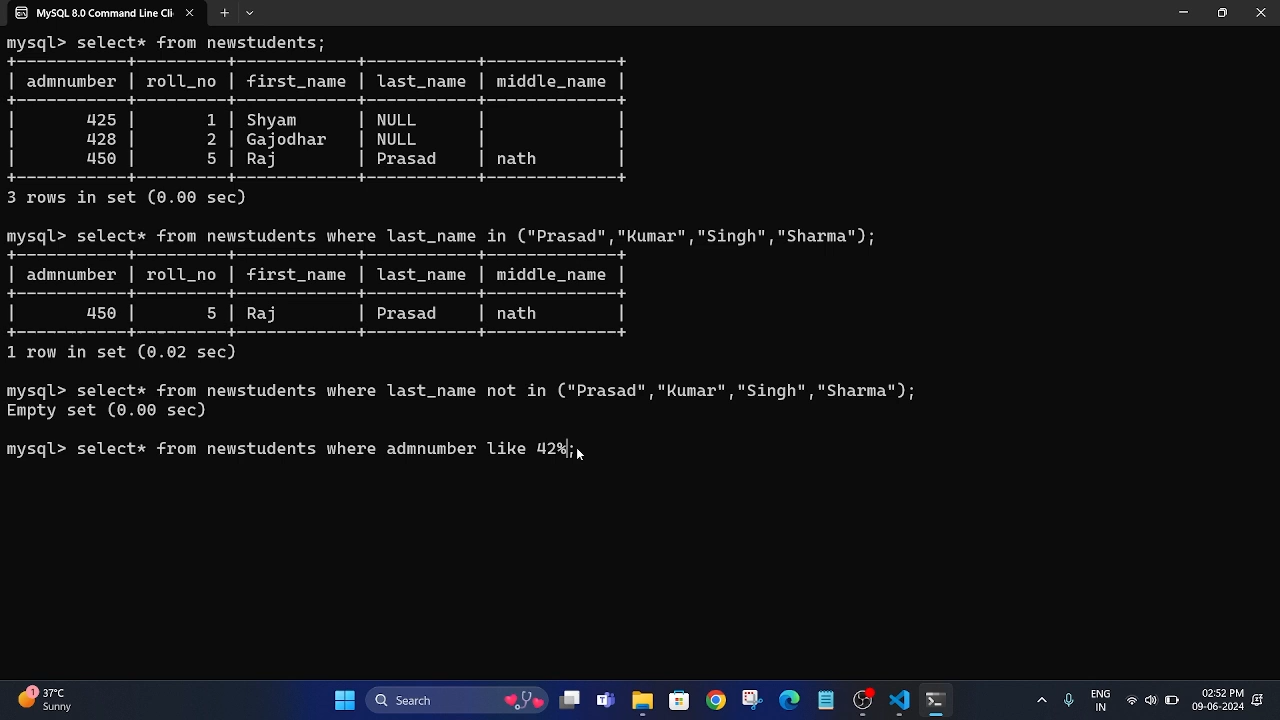 MySQL 8.0 Command Line Cli
mysql> select* from newstudents;
+-----------+---------+------------+-----------+-------------+
| admnumber | roll_no | first_name | last_name | middle_name |
+-----------+---------+------------+-----------+-------------+
| 425 | 1 | Shyam | NULL | |
| 428 | 2 | Gajodhar | NULL | |
| 450 | 5 | Raj | Prasad | nath |
+-----------+---------+------------+-----------+-------------+
3 rows in set (0.00 sec)
mysql> select* from newstudents where last_name in ("Prasad","Kumar","Singh","Sharma");
+-----------+---------+------------+-----------+-------------+
| admnumber | roll_no | first_name | last_name | middle_name |
+-----------+---------+------------+-----------+-------------+
| 450 | 5 | Raj | Prasad | nath |
+-----------+---------+------------+-----------+-------------+
1 row in set (0.02 sec)
mysql> select* from newstudents where last_name not in ("Prasad","Kumar","Singh","Sharma");
Empty set (0.00 sec)
mysql> select* from newstudents where admnumber like 42%;
1
37°C
Sunny
Search
ENG
IN
02:52 PM
09-06-2024